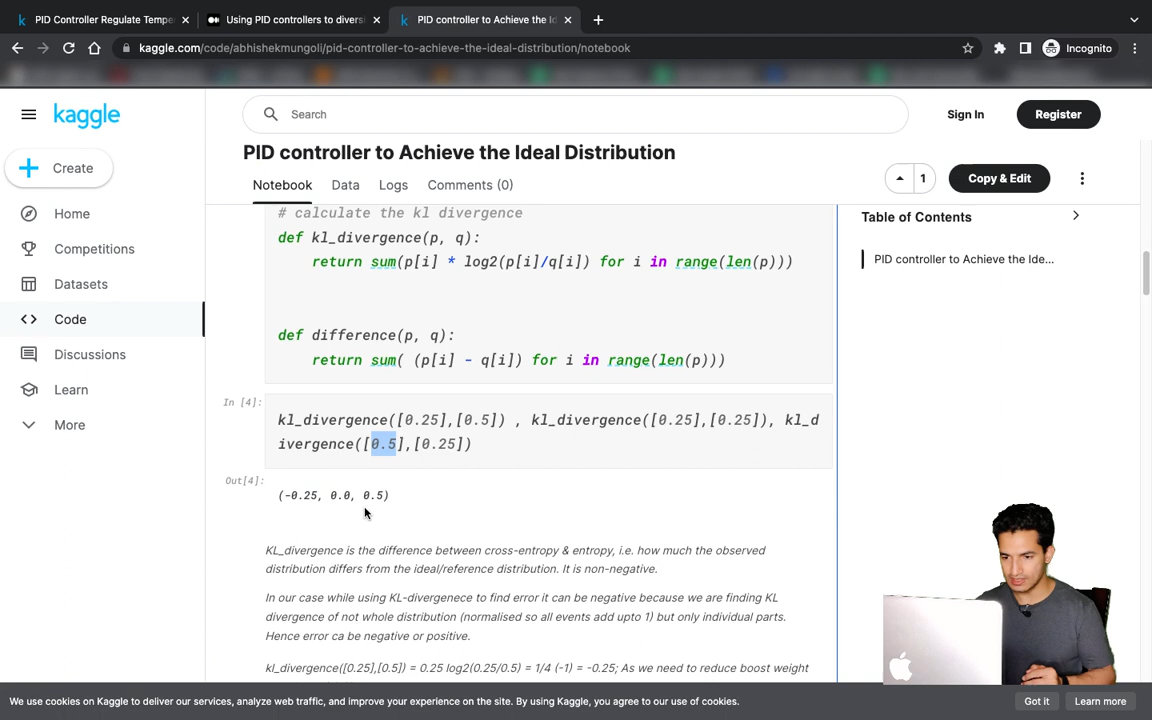 PID Controller Regulate Tempe
Using PID controllers to divers
PID controller to Achieve the Id
kaggle.com/code/abhishekmungoli/pid-controller-to-achieve-the-ideal-distribution/notebook
Incognito
kaggle
Search
Sign In
Register
Create
Home
Competitions
Datasets
Code
Discussions
Learn
More
PID controller to Achieve the Ideal Distribution
1
Copy & Edit
Notebook Data Logs Comments (0)
# calculate the kl divergence
def kl_divergence(p, q):
return sum(p[i] * log2(p[i]/q[i]) for i in range(len(p)))
def difference(p, q):
return sum( (p[i] - q[i]) for i in range(len(p)))
In [4]:
kl_divergence([0.25],[0.5]) , kl_divergence([0.25],[0.25]), kl_d
ivergence([0.5],[0.25])
Out[4]:
(-0.25, 0.0, 0.5)
KL_divergence is the difference between cross-entropy & entropy, i.e. how much the observed
distribution differs from the ideal/reference distribution. It is non-negative.
In our case while using KL-divergenece to find error it can be negative because we are finding KL
divergence of not whole distribution (normalised so all events add upto 1) but only individual parts.
Hence error ca be negative or positive.
kl_divergence([0.25],[0.5]) = 0.25 log2(0.25/0.5) = 1/4 (-1) = -0.25; As we need to reduce boost weight
Table of Contents
PID controller to Achieve the Ide...
We use cookies on Kaggle to deliver our services, analyze web traffic, and improve your experience on the site. By using Kaggle, you agree to our use of cookies.
Got it
Learn more